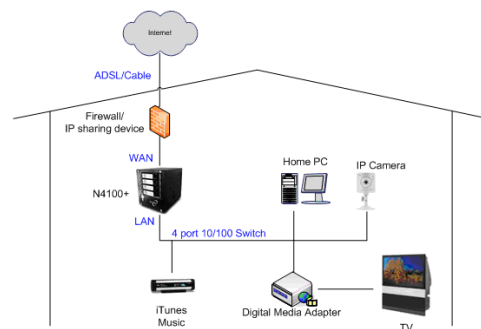 Internet
ADSL/Cable
Firewall/
IP sharing device
WAN
Home PC
IP Camera
N4100+
LAN
4 port 10/100 Switch
iTunes
Music
Digital Media Adapter
TV